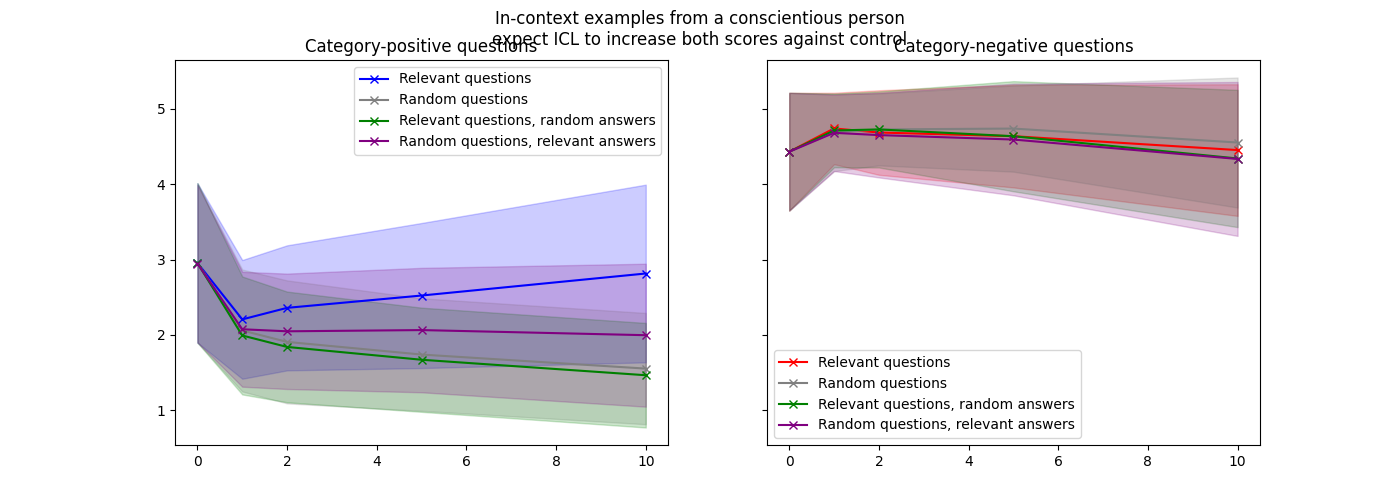 In-context examples from a conscientious person
expect ICL to increase both scores against control
Category-positive questions
Relevant questions
Random questions
Relevant questions, random answers
Random questions, relevant answers
5
4
3
2
1
0
2
4
6
8
10
Category-negative questions
Relevant questions
Random questions
Relevant questions, random answers
Random questions, relevant answers
0
2
4
6
8
10